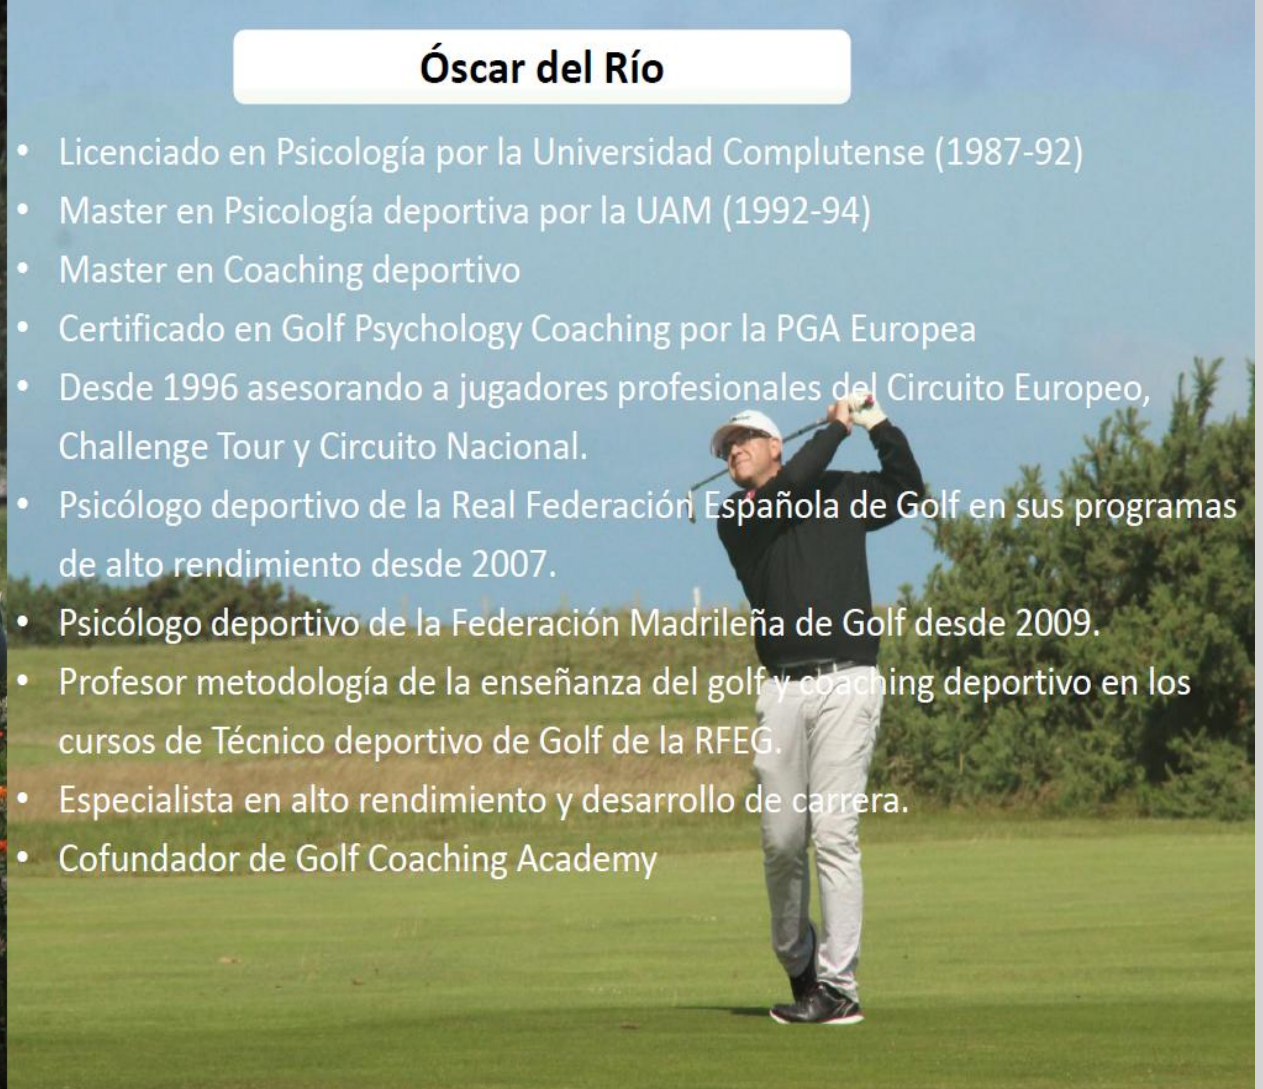 Óscar del Río
• Licenciado en Psicología por la Universidad Complutense (1987-92)
• Master en Psicología deportiva por la UAM (1992-94)
• Master en Coaching deportivo
• Certificado en Golf Psychology Coaching por la PGA Europea
• Desde 1996 asesorando a jugadores profesionales del Circuito Europeo,
Challenge Tour y Circuito Nacional.
• Psicólogo deportivo de la Real Federación Española de Golf en sus programas
de alto rendimiento desde 2007.
• Psicólogo deportivo de la Federación Madrileña de Golf desde 2009.
• Profesor metodología de la enseñanza del golf y coaching deportivo en los
cursos de Técnico deportivo de Golf de la RFEG.
• Especialista en alto rendimiento y desarrollo de carrera.
• Cofundador de Golf Coaching Academy